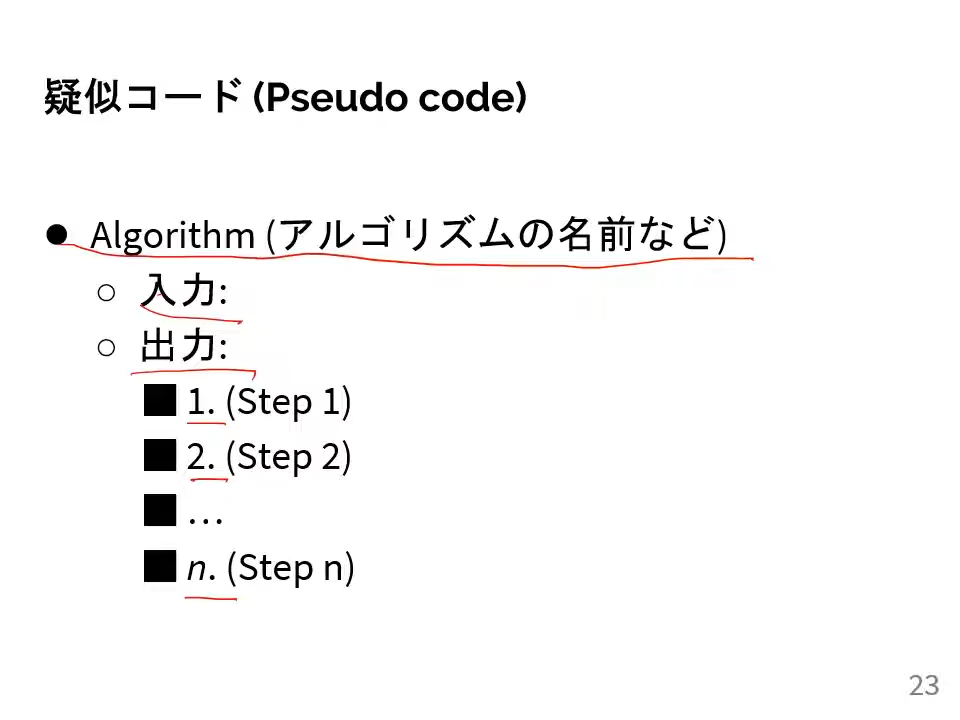 疑似コード (Pseudo code)
● Algorithm (アルゴリズムの名前など)
○ 入力:
○ 出力:
■ 1. (Step 1)
■ 2. (Step 2)
■ …
■ n. (Step n)
23